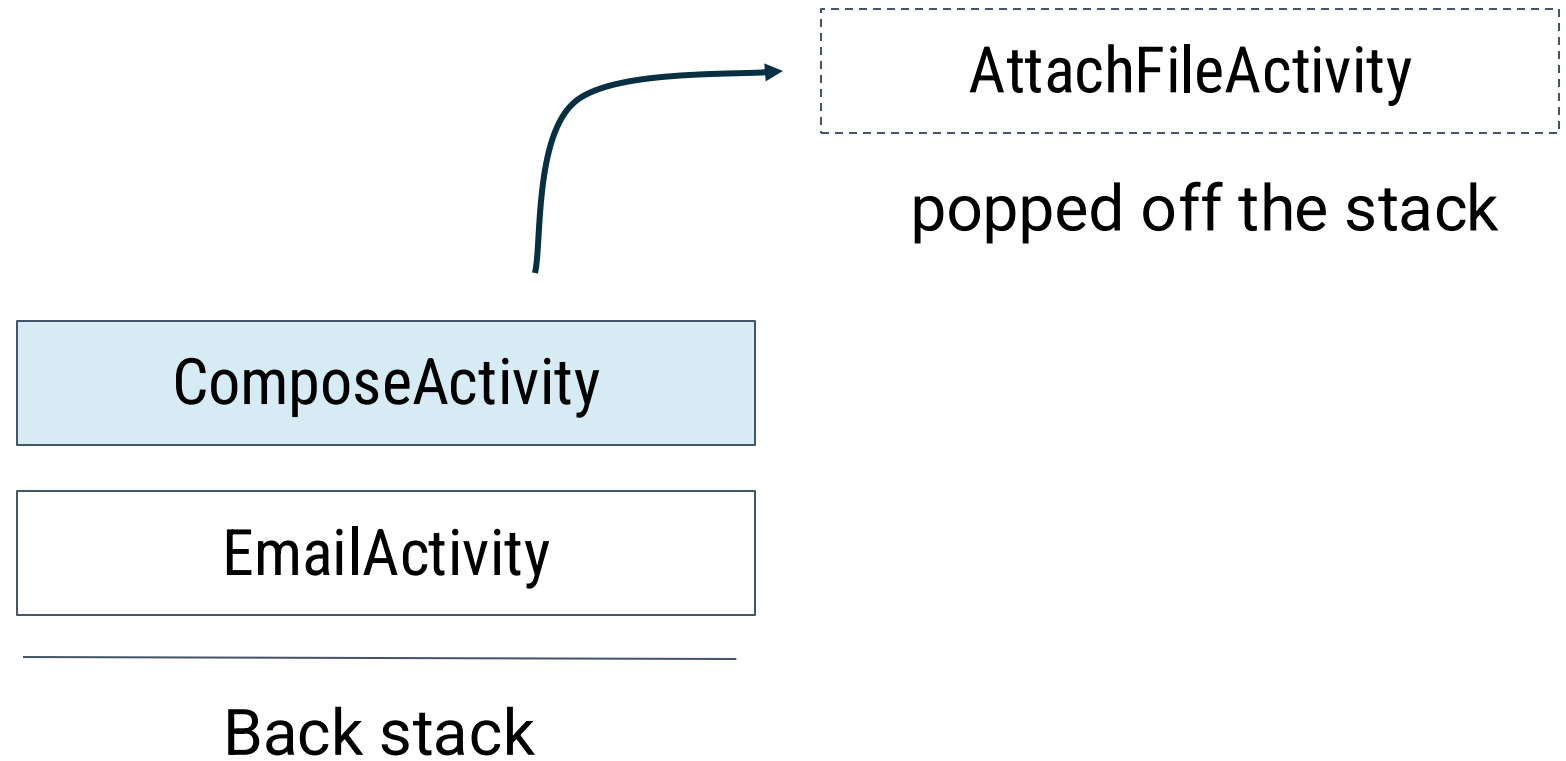 AttachFileActivity
popped off the stack
ComposeActivity
EmailActivity
Back stack